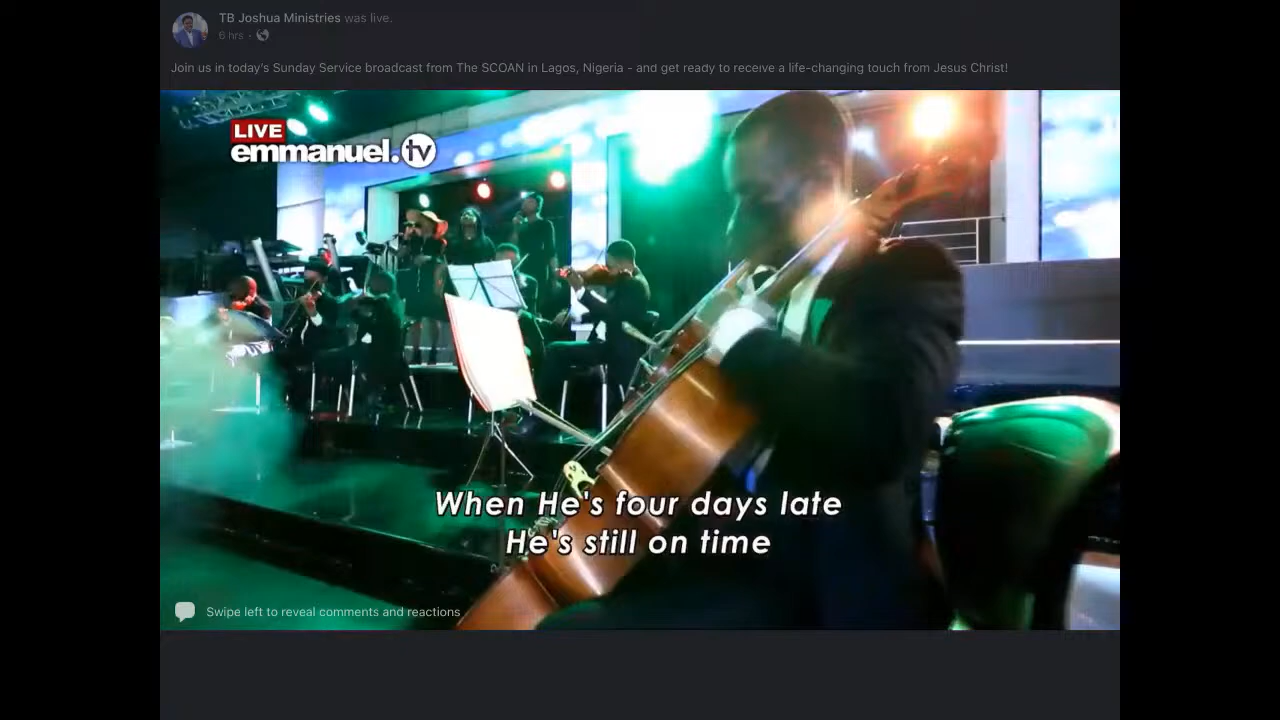 TB Joshua Ministries was live.
6 hrs ·
Join us in today's Sunday Service broadcast from The SCOAN in Lagos, Nigeria - and get ready to receive a life-changing touch from Jesus Christ!
LIVE
emmanuel.tv
When He's four days late
He's still on time
Swipe left to reveal comments and reactions